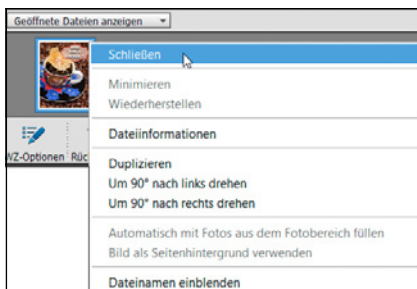 Geöffnete Dateien anzeigen
Schließen
Minimieren
Wiederherstellen
WZ-Optionen Rüc
Dateiinformationen
Duplizieren
Um 90° nach links drehen
Um 90° nach rechts drehen
Automatisch mit Fotos aus dem Fotobereich füllen
Bild als Seitenhintergrund verwenden
Dateinamen einblenden